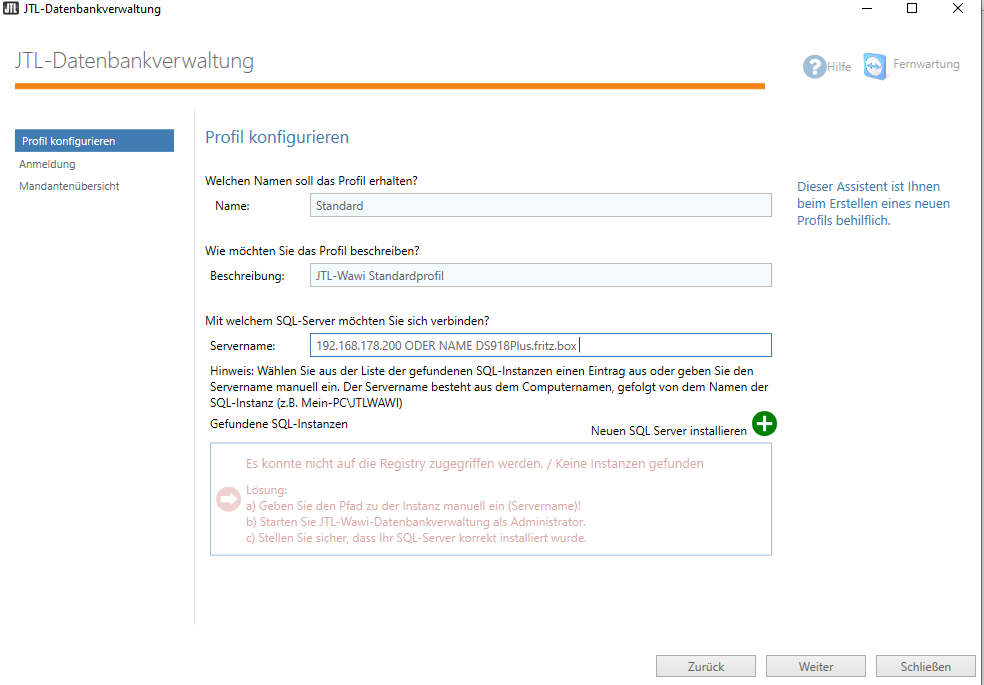 JTL JTL-Datenbankverwaltung
JTL-Datenbankverwaltung
Hilfe
Fernwartung
Profil konfigurieren
Anmeldung
Mandantenübersicht
Profil konfigurieren
Welchen Namen soll das Profil erhalten?
Name: Standard
Wie möchten Sie das Profil beschreiben?
Beschreibung: JTL-Wawi Standardprofil
Mit welchem SQL-Server möchten Sie sich verbinden?
Servername: 192.168.178.200 ODER NAME DS918Plus.fritz.box
Hinweis: Wählen Sie aus der Liste der gefundenen SQL-Instanzen einen Eintrag aus oder geben Sie den
Servername manuell ein. Der Servername besteht aus dem Computernamen, gefolgt von dem Namen der
SQL-Instanz (z.B. Mein-PC\JTLWAWI)
Gefundene SQL-Instanzen
Neuen SQL Server installieren
Es konnte nicht auf die Registry zugegriffen werden. / Keine Instanzen gefunden
Lösung:
a) Geben Sie den Pfad zu der Instanz manuell ein (Servername)!
b) Starten Sie JTL-Wawi-Datenbankverwaltung als Administrator.
c) Stellen Sie sicher, dass Ihr SQL-Server korrekt installiert wurde.
Dieser Assistent ist Ihnen
beim Erstellen eines neuen
Profils behilflich.
Zurück
Weiter
Schließen